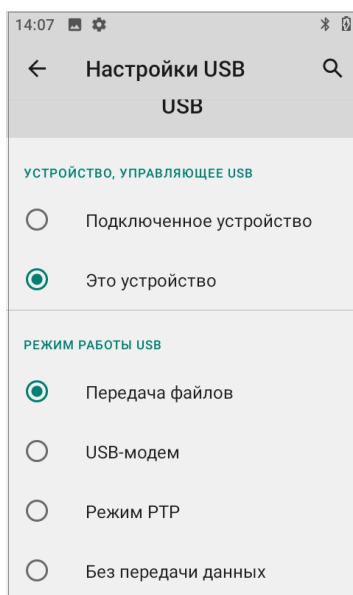 14:07
Настройки USB
USB
УСТРОЙСТВО, УПРАВЛЯЮЩЕЕ USB
Подключенное устройство
Это устройство
РЕЖИМ РАБОТЫ USB
Передача файлов
USB-модем
Режим PTP
Без передачи данных